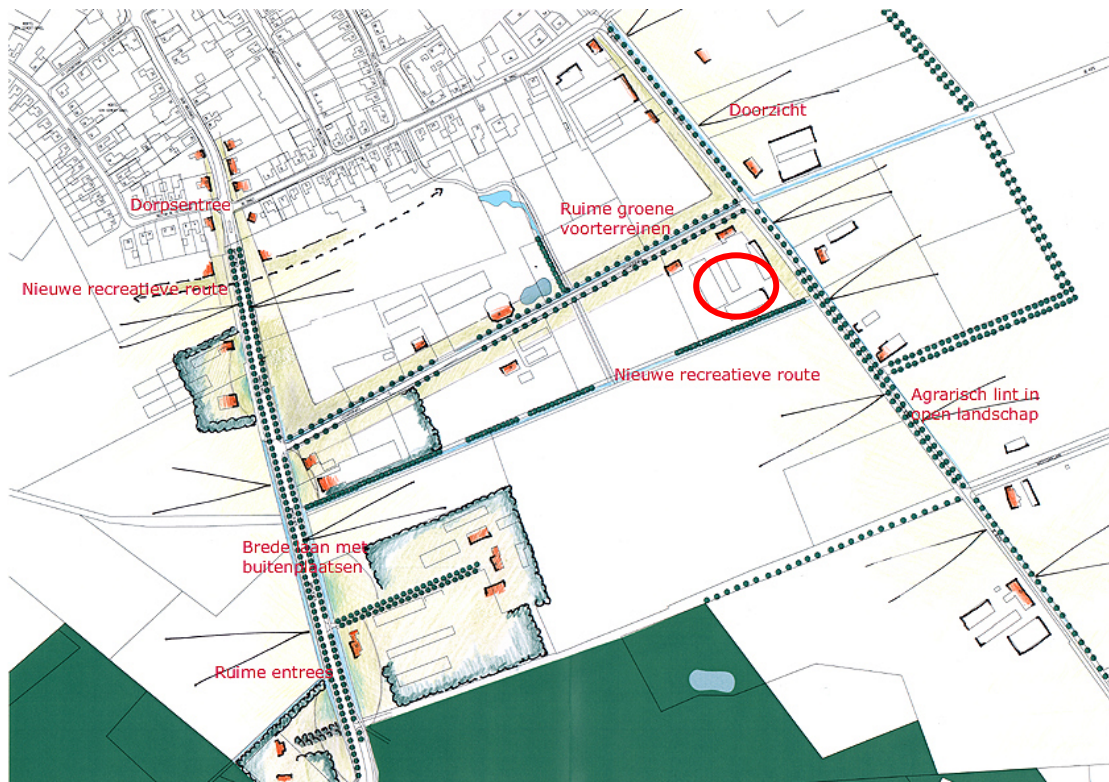 Doorzicht
Dorpsentree
Ruime groene
voorterreinen
Nieuwe recreatieve route
Nieuwe recreatieve route
Agrarisch lint in
open landschap
Brede laan met
buitenplaatsen
Ruime entrees